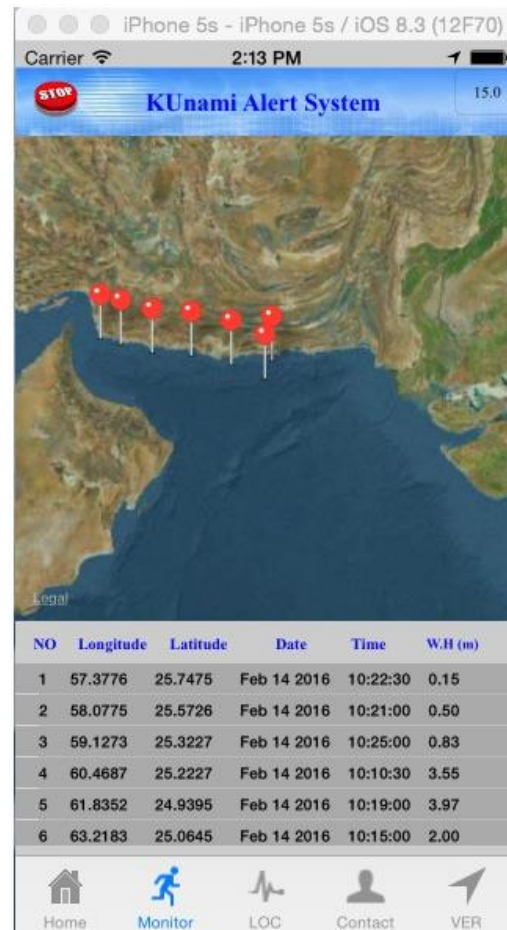 iPhone 5s - iPhone 5s / iOS 8.3 (12F70)
Carrier 2:13 PM
STOP KUnami Alert System 15.0
Legal
NO Longitude Latitude Date Time W.H (m)
1 57.3776 25.7475 Feb 14 2016 10:22:30 0.15
2 58.0775 25.5726 Feb 14 2016 10:21:00 0.50
3 59.1273 25.3227 Feb 14 2016 10:25:00 0.83
4 60.4687 25.2227 Feb 14 2016 10:10:30 3.55
5 61.8352 24.9395 Feb 14 2016 10:19:00 3.97
6 63.2183 25.0645 Feb 14 2016 10:15:00 2.00
Home Monitor LOC Contact VER